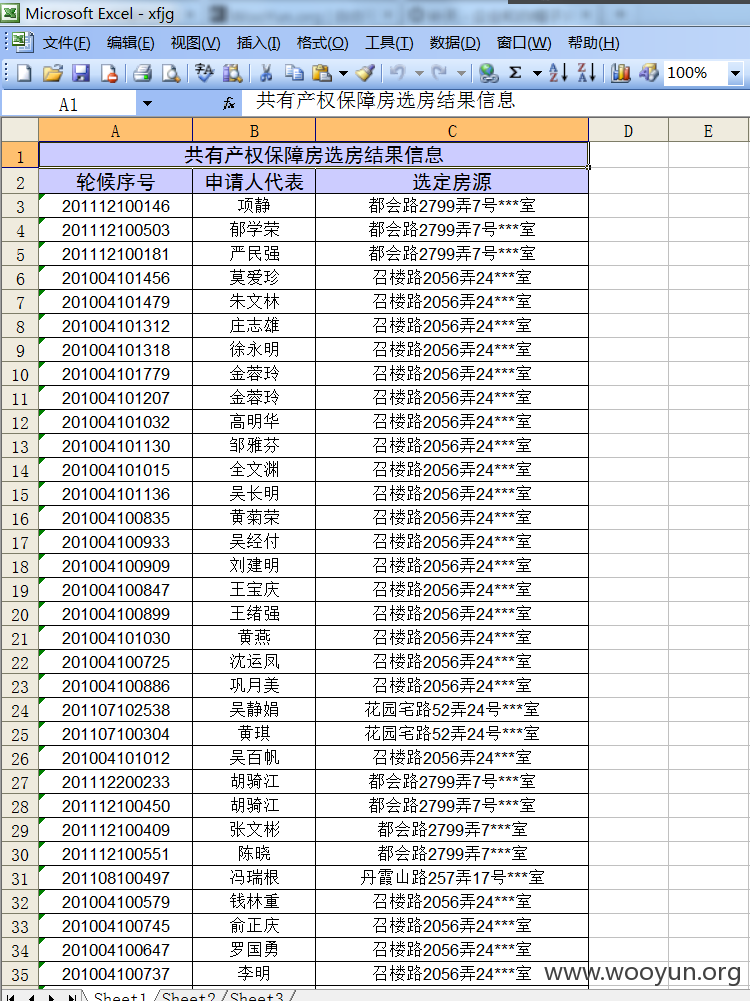 Microsoft Excel - xfjg
文件(F) 编辑(E) 视图(V) 插入(I) 格式(O) 工具(T) 数据(D) 窗口(W) 帮助(H)
100%
A1 fx 共有产权保障房选房结果信息
A B C D E
1 共有产权保障房选房结果信息
2 轮候序号 申请人代表 选定房源
3 201112100146 项静 都会路2799弄7号***室
4 201112100503 郁学荣 都会路2799弄7号***室
5 201112100181 严民强 都会路2799弄7号***室
6 201004101456 莫爱珍 召楼路2056弄24***室
7 201004101479 朱文林 召楼路2056弄24***室
8 201004101312 庄志雄 召楼路2056弄24***室
9 201004101318 徐永明 召楼路2056弄24***室
10 201004101779 金蓉玲 召楼路2056弄24***室
11 201004101207 金蓉玲 召楼路2056弄24***室
12 201004101032 高明华 召楼路2056弄24***室
13 201004101130 邹雅芬 召楼路2056弄24***室
14 201004101015 全文渊 召楼路2056弄24***室
15 201004101136 吴长明 召楼路2056弄24***室
16 201004100835 黄菊荣 召楼路2056弄24***室
17 201004100933 吴经付 召楼路2056弄24***室
18 201004100909 刘建明 召楼路2056弄24***室
19 201004100847 王宝庆 召楼路2056弄24***室
20 201004100899 王绪强 召楼路2056弄24***室
21 201004101030 黄燕 召楼路2056弄24***室
22 201004100725 沈运凤 召楼路2056弄24***室
23 201004100886 巩月美 召楼路2056弄24***室
24 201107102538 吴静娟 花园宅路52弄24号***室
25 201107100304 黄琪 花园宅路52弄24号***室
26 201004101012 吴百帆 召楼路2056弄24***室
27 201112200233 胡骑江 都会路2799弄7号***室
28 201112100450 胡骑江 都会路2799弄7号***室
29 201112100409 张文彬 都会路2799弄7***室
30 201112100551 陈晓 都会路2799弄7***室
31 201108100497 冯瑞根 丹霞山路257弄17号***室
32 201004100579 钱林重 召楼路2056弄24***室
33 201004100745 俞正庆 召楼路2056弄24***室
34 201004100647 罗国勇 召楼路2056弄24***室
35 201004100737 李明 召楼路2056弄24***室
www.wooyun.org
Sheet1 Sheet2 Sheet3